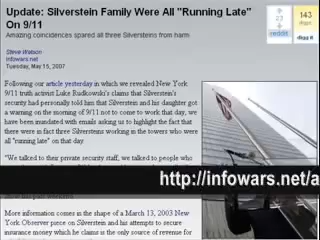 Update: Silverstein Family Were All "Running Late"
On 9/11
Amazing coincidences spared all three Silversteins from harm
23
reddit
143
diggs
digg it
Steve Watson
infowars.net
Tuesday, May 15, 2007
Following our article yesterday in which we revealed New York
9/11 truth activist Luke Rudkowski's claims that Silverstein's
security had personally told him that Silverstein and his daughter got
a warning on the morning of 9/11 not to come to work that day, we
have been inundated with emails asking us to highlight the fact that
there were in fact three Silversteins working in the towers who were
all "running late" on that day.
"We talked to their private security staff, we talked to people who
http://infowars.net/a
More information comes in the shape of a March 13, 2003 New
York Observer piece on Silverstein and his attempts to secure
insurance money which he claims is the only source of revenue for